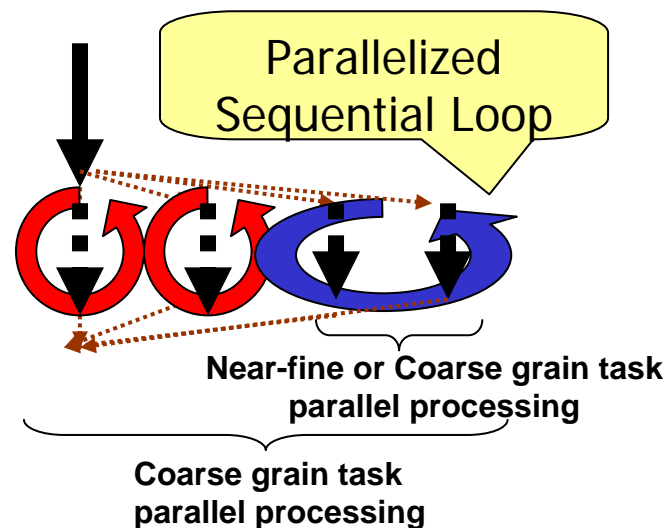 Parallelized
Sequential Loop
Near-fine or Coarse grain task
parallel processing
Coarse grain task
parallel processing